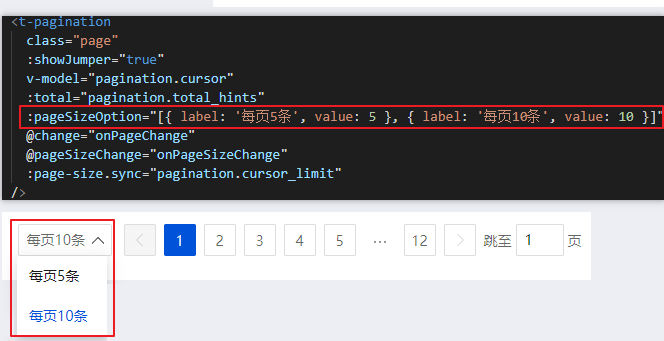 <t-pagination
class="page"
:showJumper="true"
v-model="pagination.cursor"
:total="pagination.total_hints"
:pageSizeOption="[{ label: '每页5条', value: 5 }, { label: '每页10条', value: 10 }]"
@change="onPageChange"
@pageSizeChange="onPageSizeChange"
:page-size.sync="pagination.cursor_limit"
/>
每页10条 1 2 3 4 5 ··· 12 跳至 1 页
每页5条
每页10条